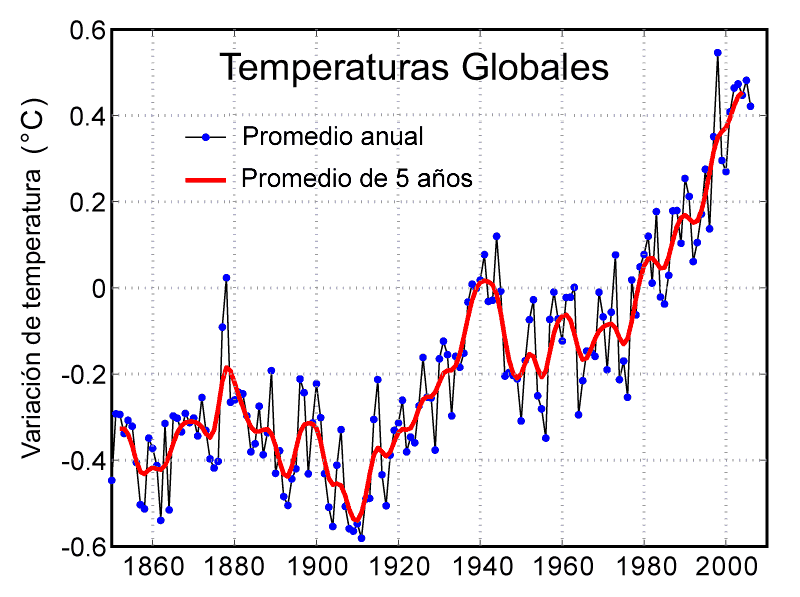 Temperaturas Globales
Promedio anual
Promedio de 5 años
Variación de temperatura (°C)
0.6
0.4
0.2
0
-0.2
-0.4
-0.6
1860 1880 1900 1920 1940 1960 1980 2000